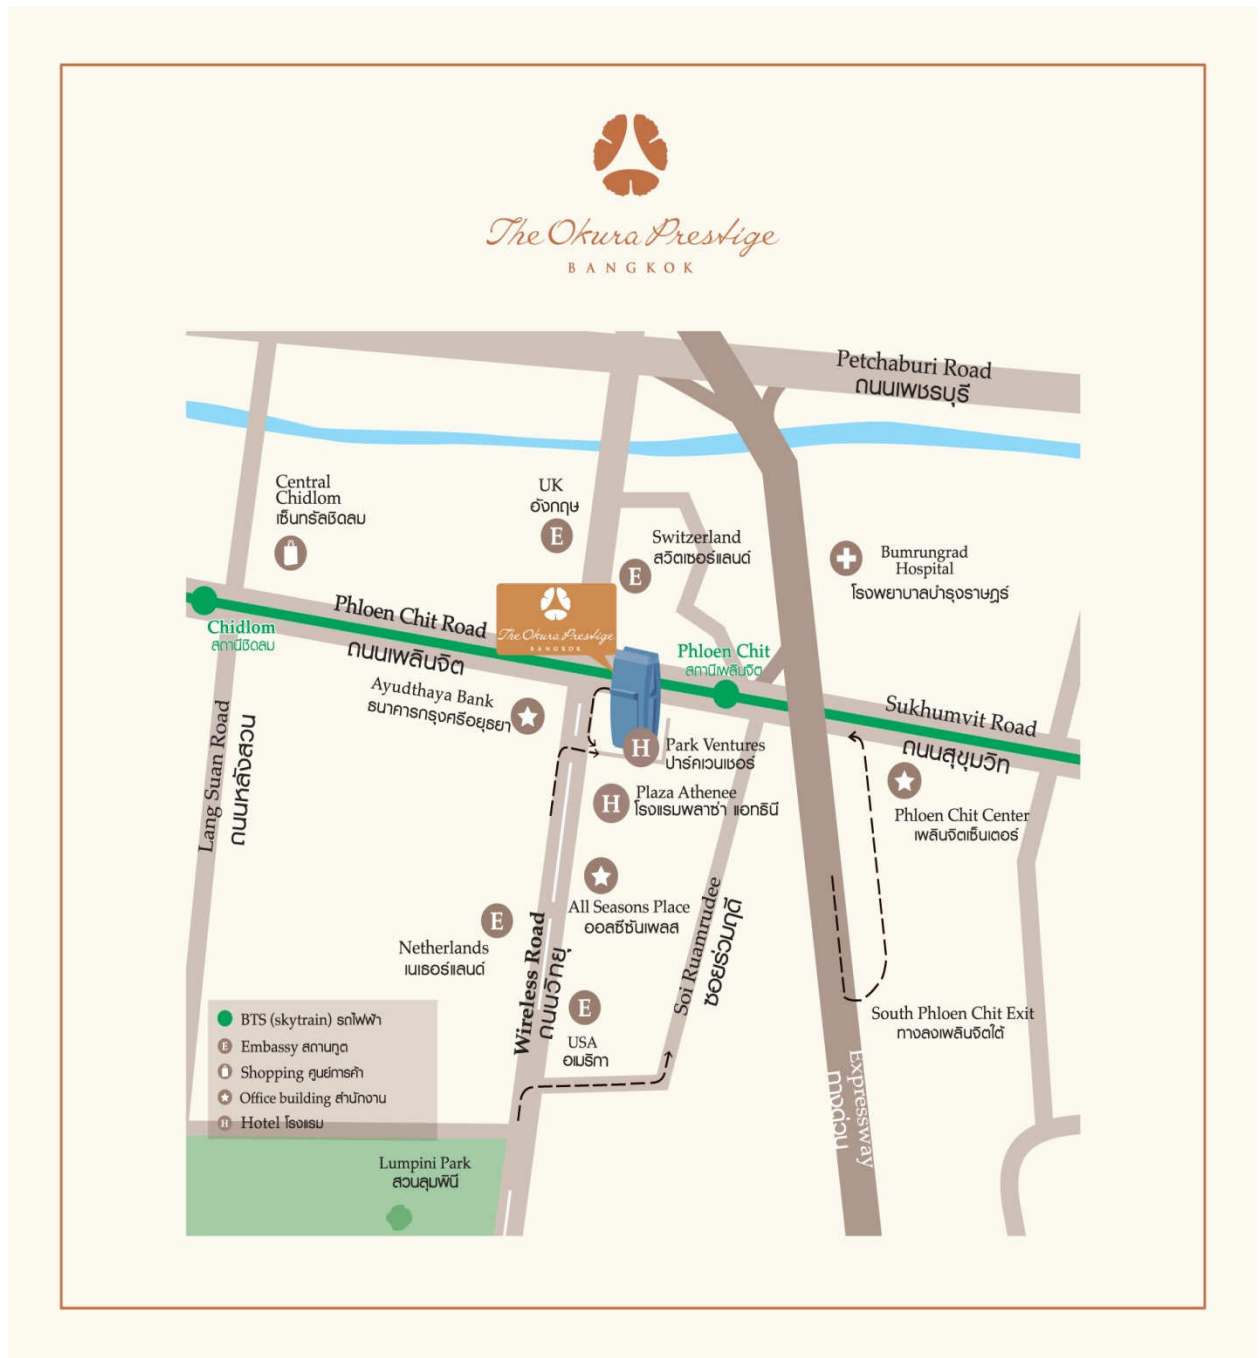 The Okura Prestige
BANGKOK
Petchaburi Road
ถนนเพชรบุรี
Central
Chidlom
เซ็นทรัลชิดลม
UK
อังกฤษ
E
Switzerland
สวิตเซอร์แลนด์
E
Bumrungrad
Hospital
โรงพยาบาลบำรุงราษฎร์
The Okura Prestige
BANGKOK
Phloen Chit Road
ถนนเพลินจิต
Chidlom
สถานีชิดลม
Phloen Chit
สถานีเพลินจิต
Ayudthaya Bank
ธนาคารกรุงศรีอยุธยา
Sukhumvit Road
ถนนสุขุมวิท
H
Park Ventures
ปาร์คเวนเชอร์
H
Plaza Athenee
โรงแรมพลาซ่า แอทธินี
Phloen Chit Center
เพลินจิตเซ็นเตอร์
Lang Suan Road
ถนนหลังสวน
All Seasons Place
ออลซีซันเพลส
E
Netherlands
เนเธอร์แลนด์
Wireless Road
ถนนวิทยุ
Soi Ruamrudee
ซอยร่วมฤดี
E
USA
อเมริกา
South Phloen Chit Exit
ทางลงเพลินจิตใต้
Expressway
ทางด่วน
BTS (skytrain) รถไฟฟ้า
E Embassy สถานทูต
Shopping ศูนย์การค้า
Office building สำนักงาน
H Hotel โรงแรม
Lumpini Park
สวนลุมพินี